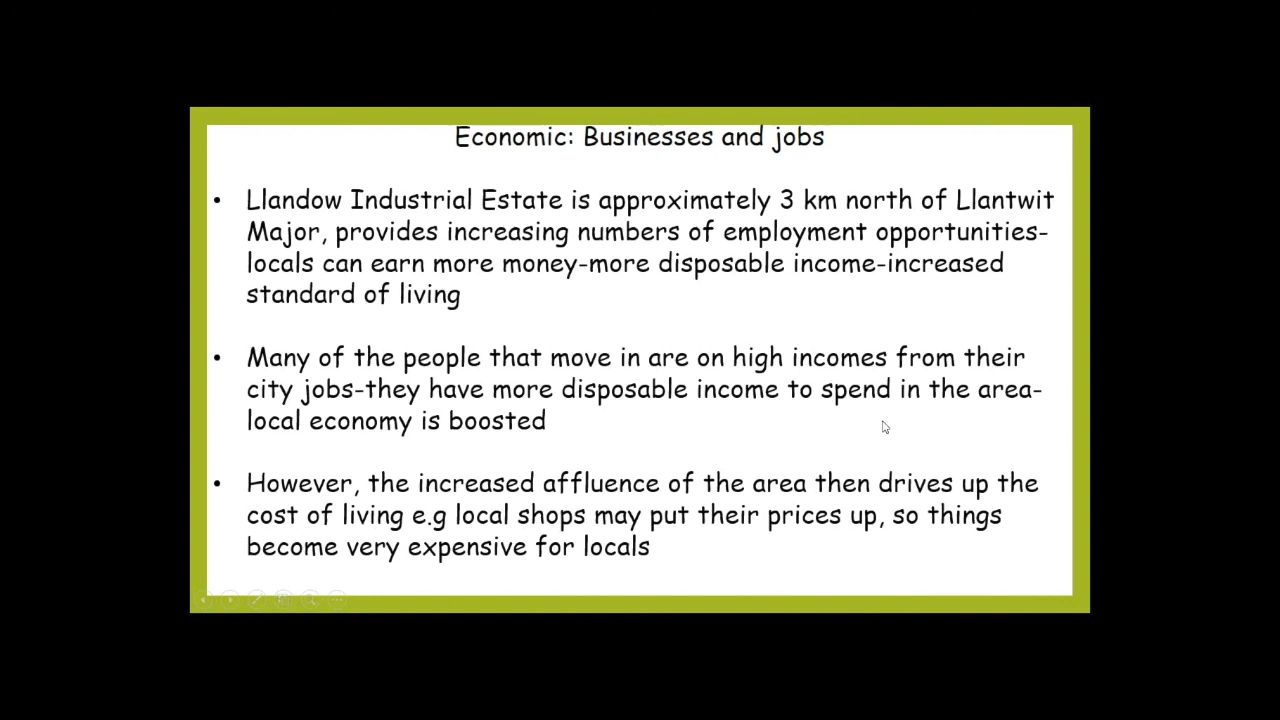 Economic: Businesses and jobs
• Llandow Industrial Estate is approximately 3 km north of Llantwit
Major, provides increasing numbers of employment opportunities-
locals can earn more money-more disposable income-increased
standard of living
• Many of the people that move in are on high incomes from their
city jobs-they have more disposable income to spend in the area-
local economy is boosted
• However, the increased affluence of the area then drives up the
cost of living e.g local shops may put their prices up, so things
become very expensive for locals